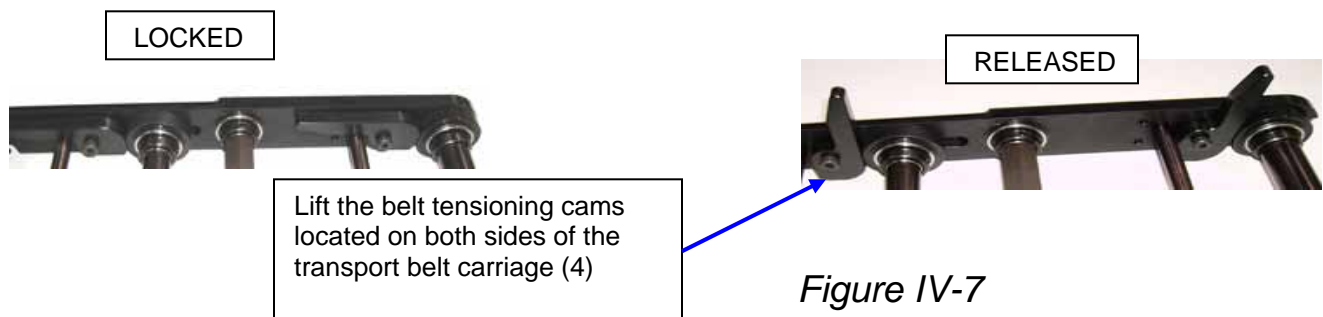 LOCKED
RELEASED
Lift the belt tensioning cams
located on both sides of the
transport belt carriage (4)
Figure IV-7